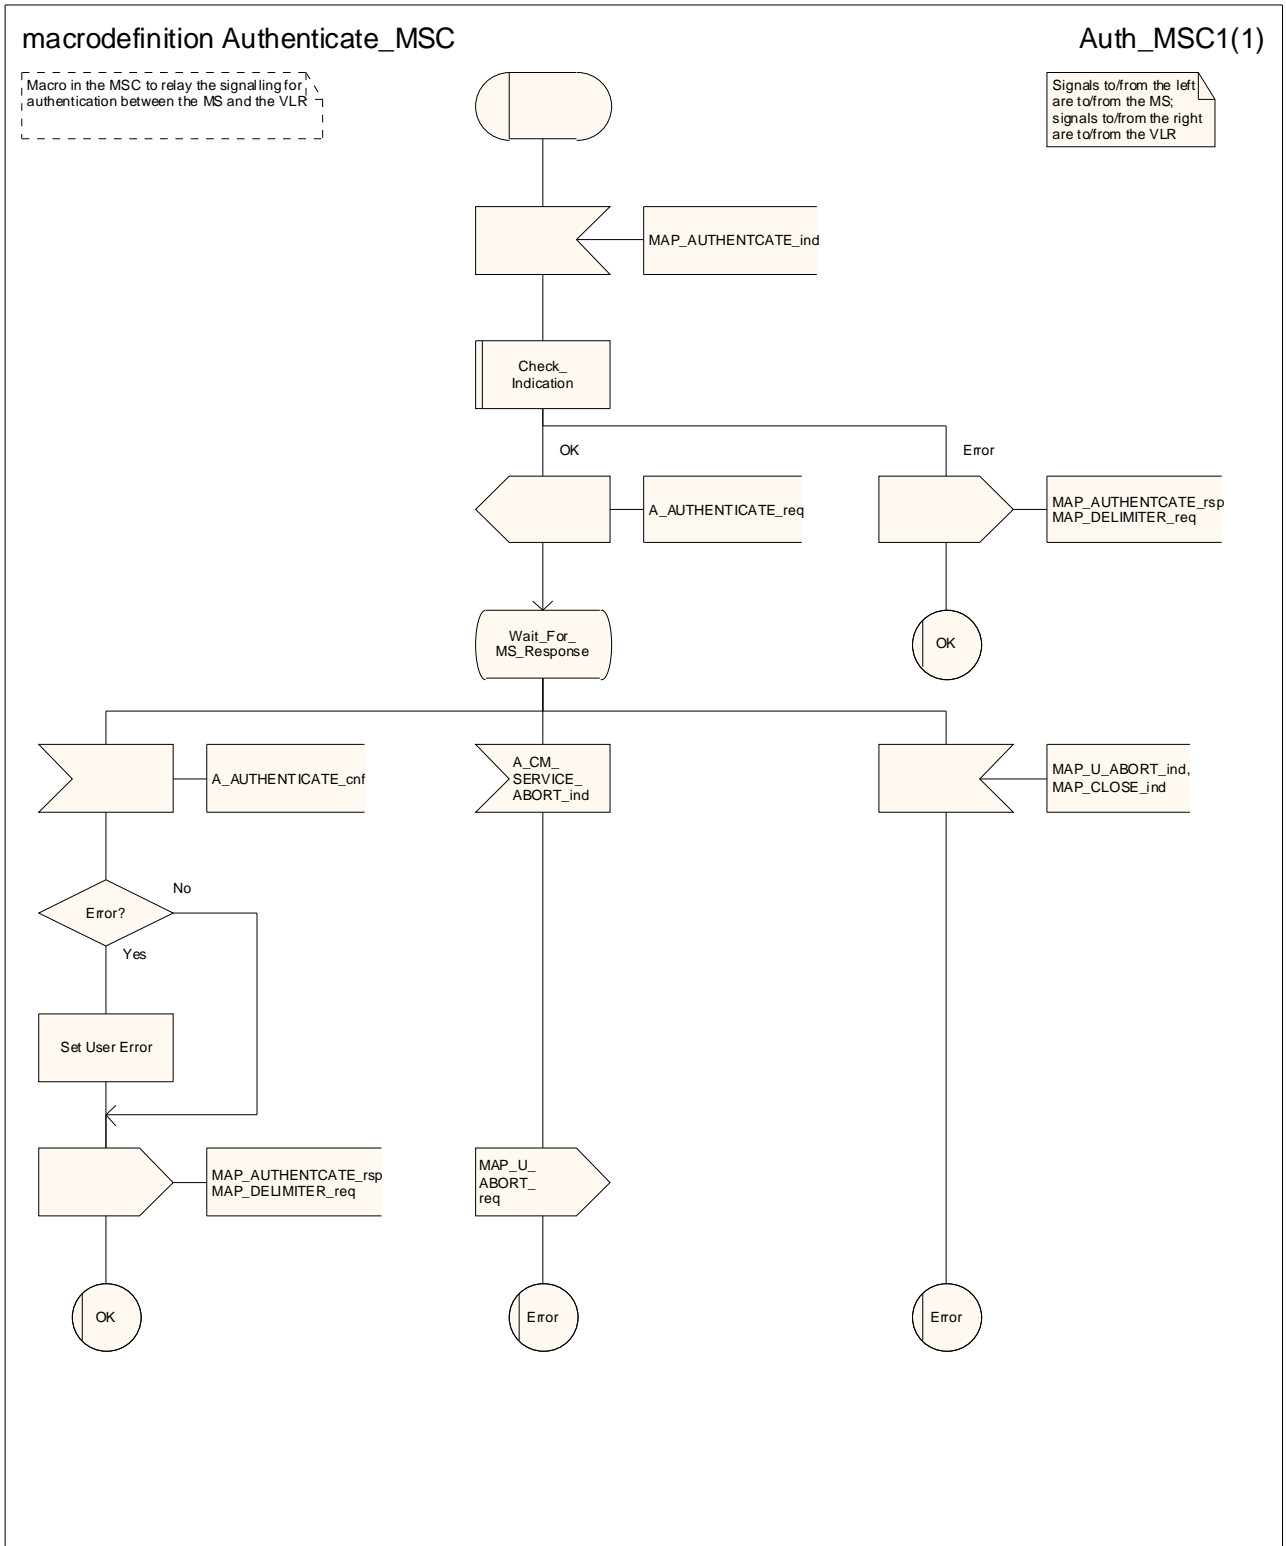 macrodefinition Authenticate_MSC
Auth_MSC1(1)
Macro in the MSC to relay the signalling for
authentication between the MS and the VLR
Signals to/from the left
are to/from the MS;
signals to/from the right
are to/from the VLR
MAP_AUTHENTCATE_ind
Check_
Indication
OK
Error
A_AUTHENTICATE_req
MAP_AUTHENTCATE_rsp
MAP_DELIMITER_req
Wait_For_
MS_Response
OK
A_AUTHENTICATE_cnf
A_CM_
SERVICE_
ABORT_ind
MAP_U_ABORT_ind,
MAP_CLOSE_ind
No
Error?
Yes
Set User Error
MAP_AUTHENTCATE_rsp
MAP_DELIMITER_req
MAP_U_
ABORT_
req
OK
Error
Error